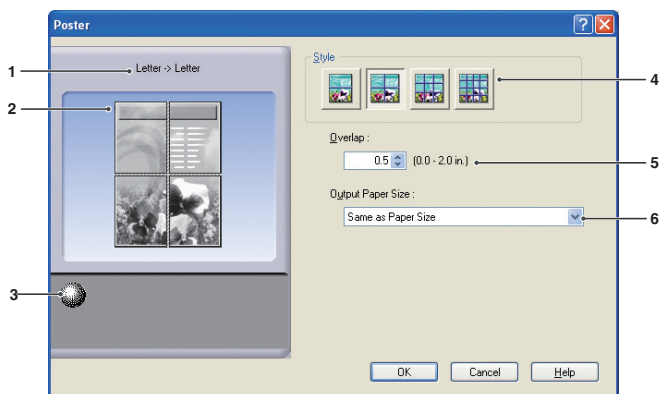 Poster
1
Letter -> Letter
2
3
Style
4
Overlap :
0.5 (0.0 - 2.0 in.)
5
Output Paper Size :
Same as Paper Size
6
OK Cancel Help